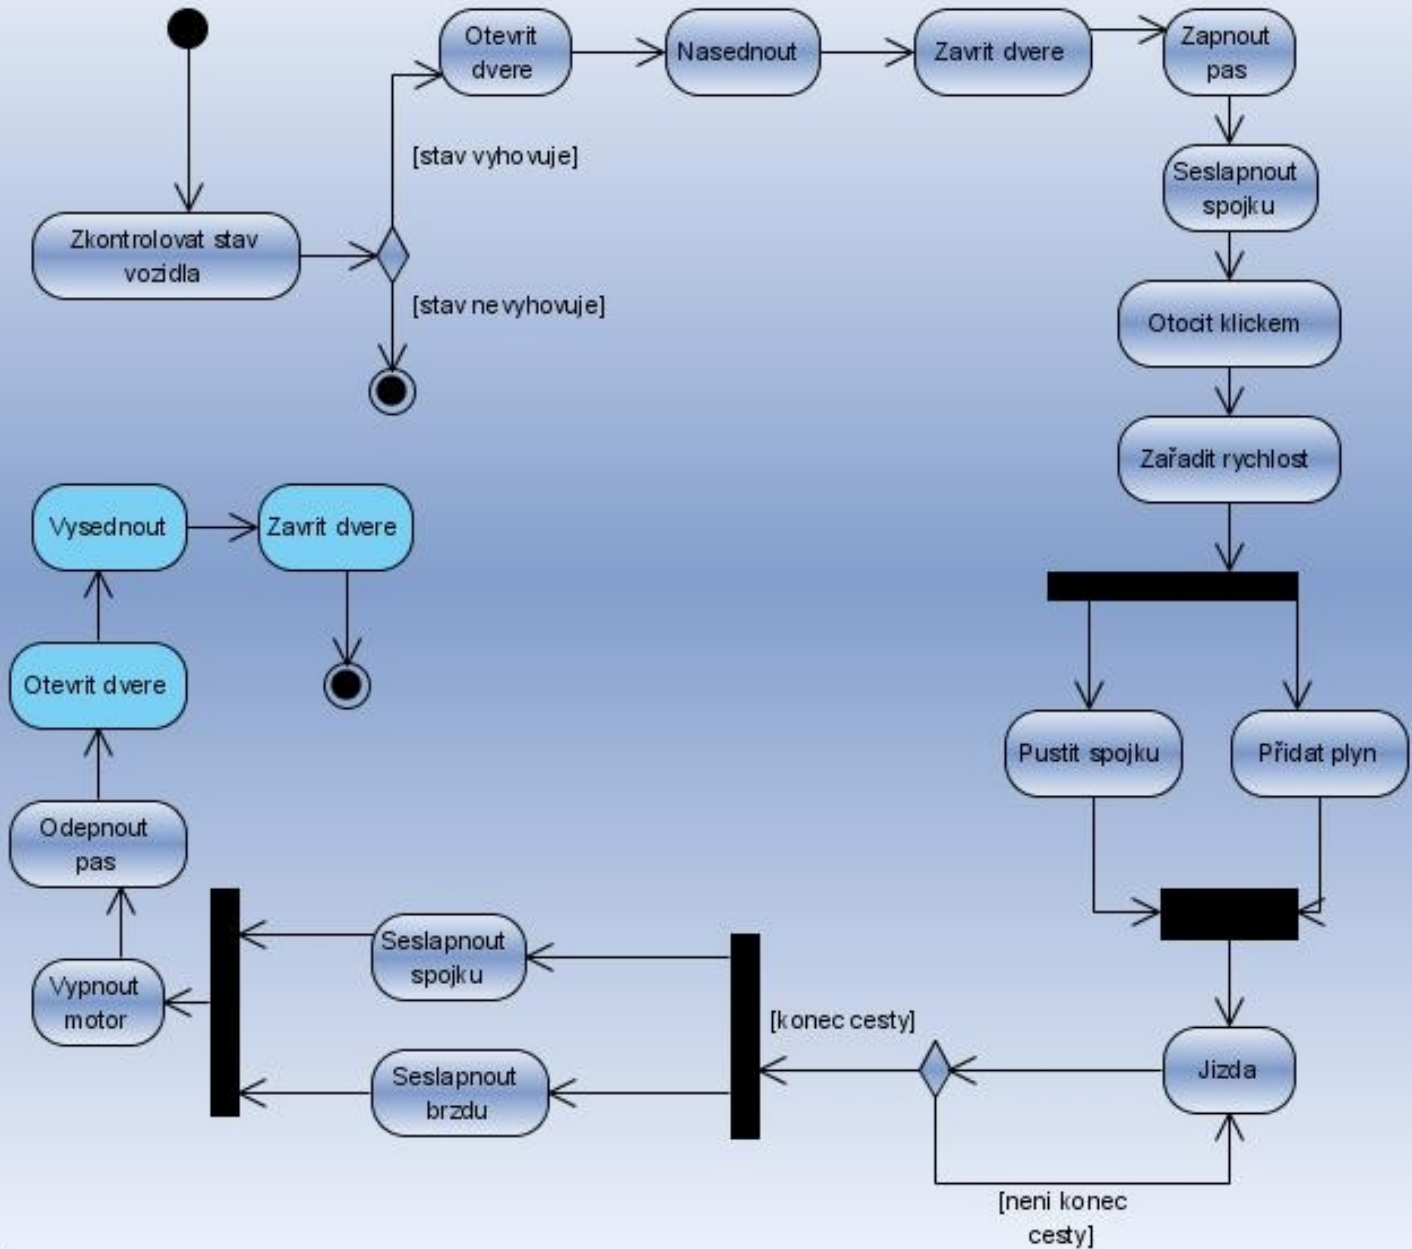 Otevrit
dvere
Nasednout
Zavrit dvere
Zapnout
pas
[stav vyhovuje]
Seslapnout
spojku
Zkontrolovat stav
vozidla
[stav nevyhovuje]
Otocit klickem
Zařadit rychlost
Vysednout
Zavrit dvere
Otevrit dvere
Pustit spojku
Přidat plyn
Odepnout
pas
Seslapnout
spojku
Vypnout
motor
[konec cesty]
Jizda
Seslapnout
brzdu
[neni konec
cesty]